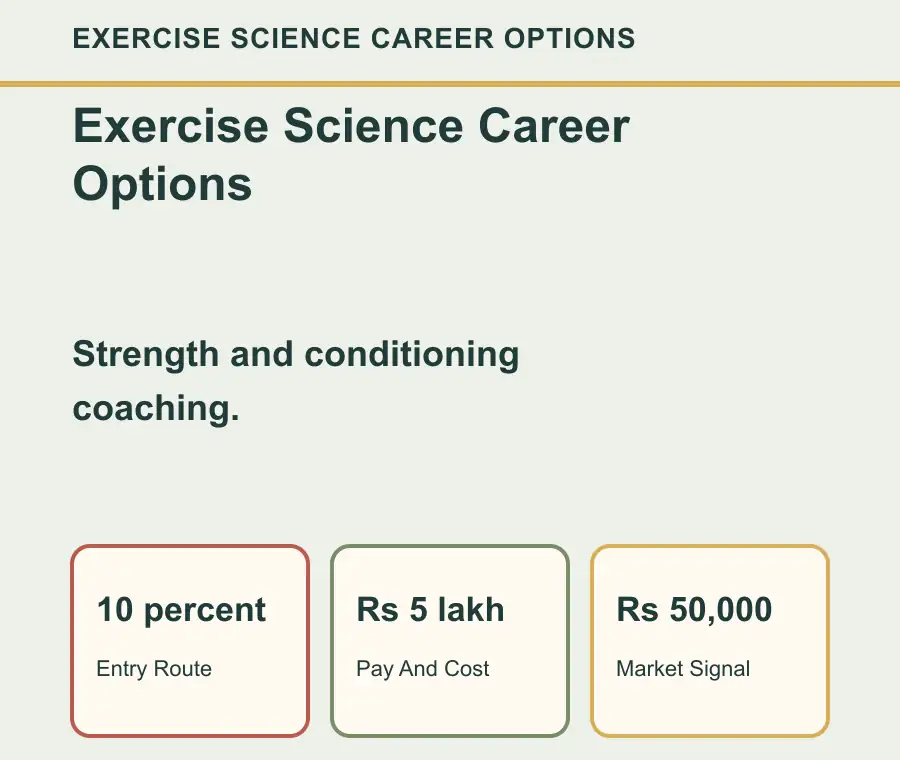 EXERCISE SCIENCE CAREER OPTIONS
Exercise Science Career
Options
Strength and conditioning
coaching.
10 percent
Entry Route
Rs 5 lakh
Pay And Cost
Rs 50,000
Market Signal